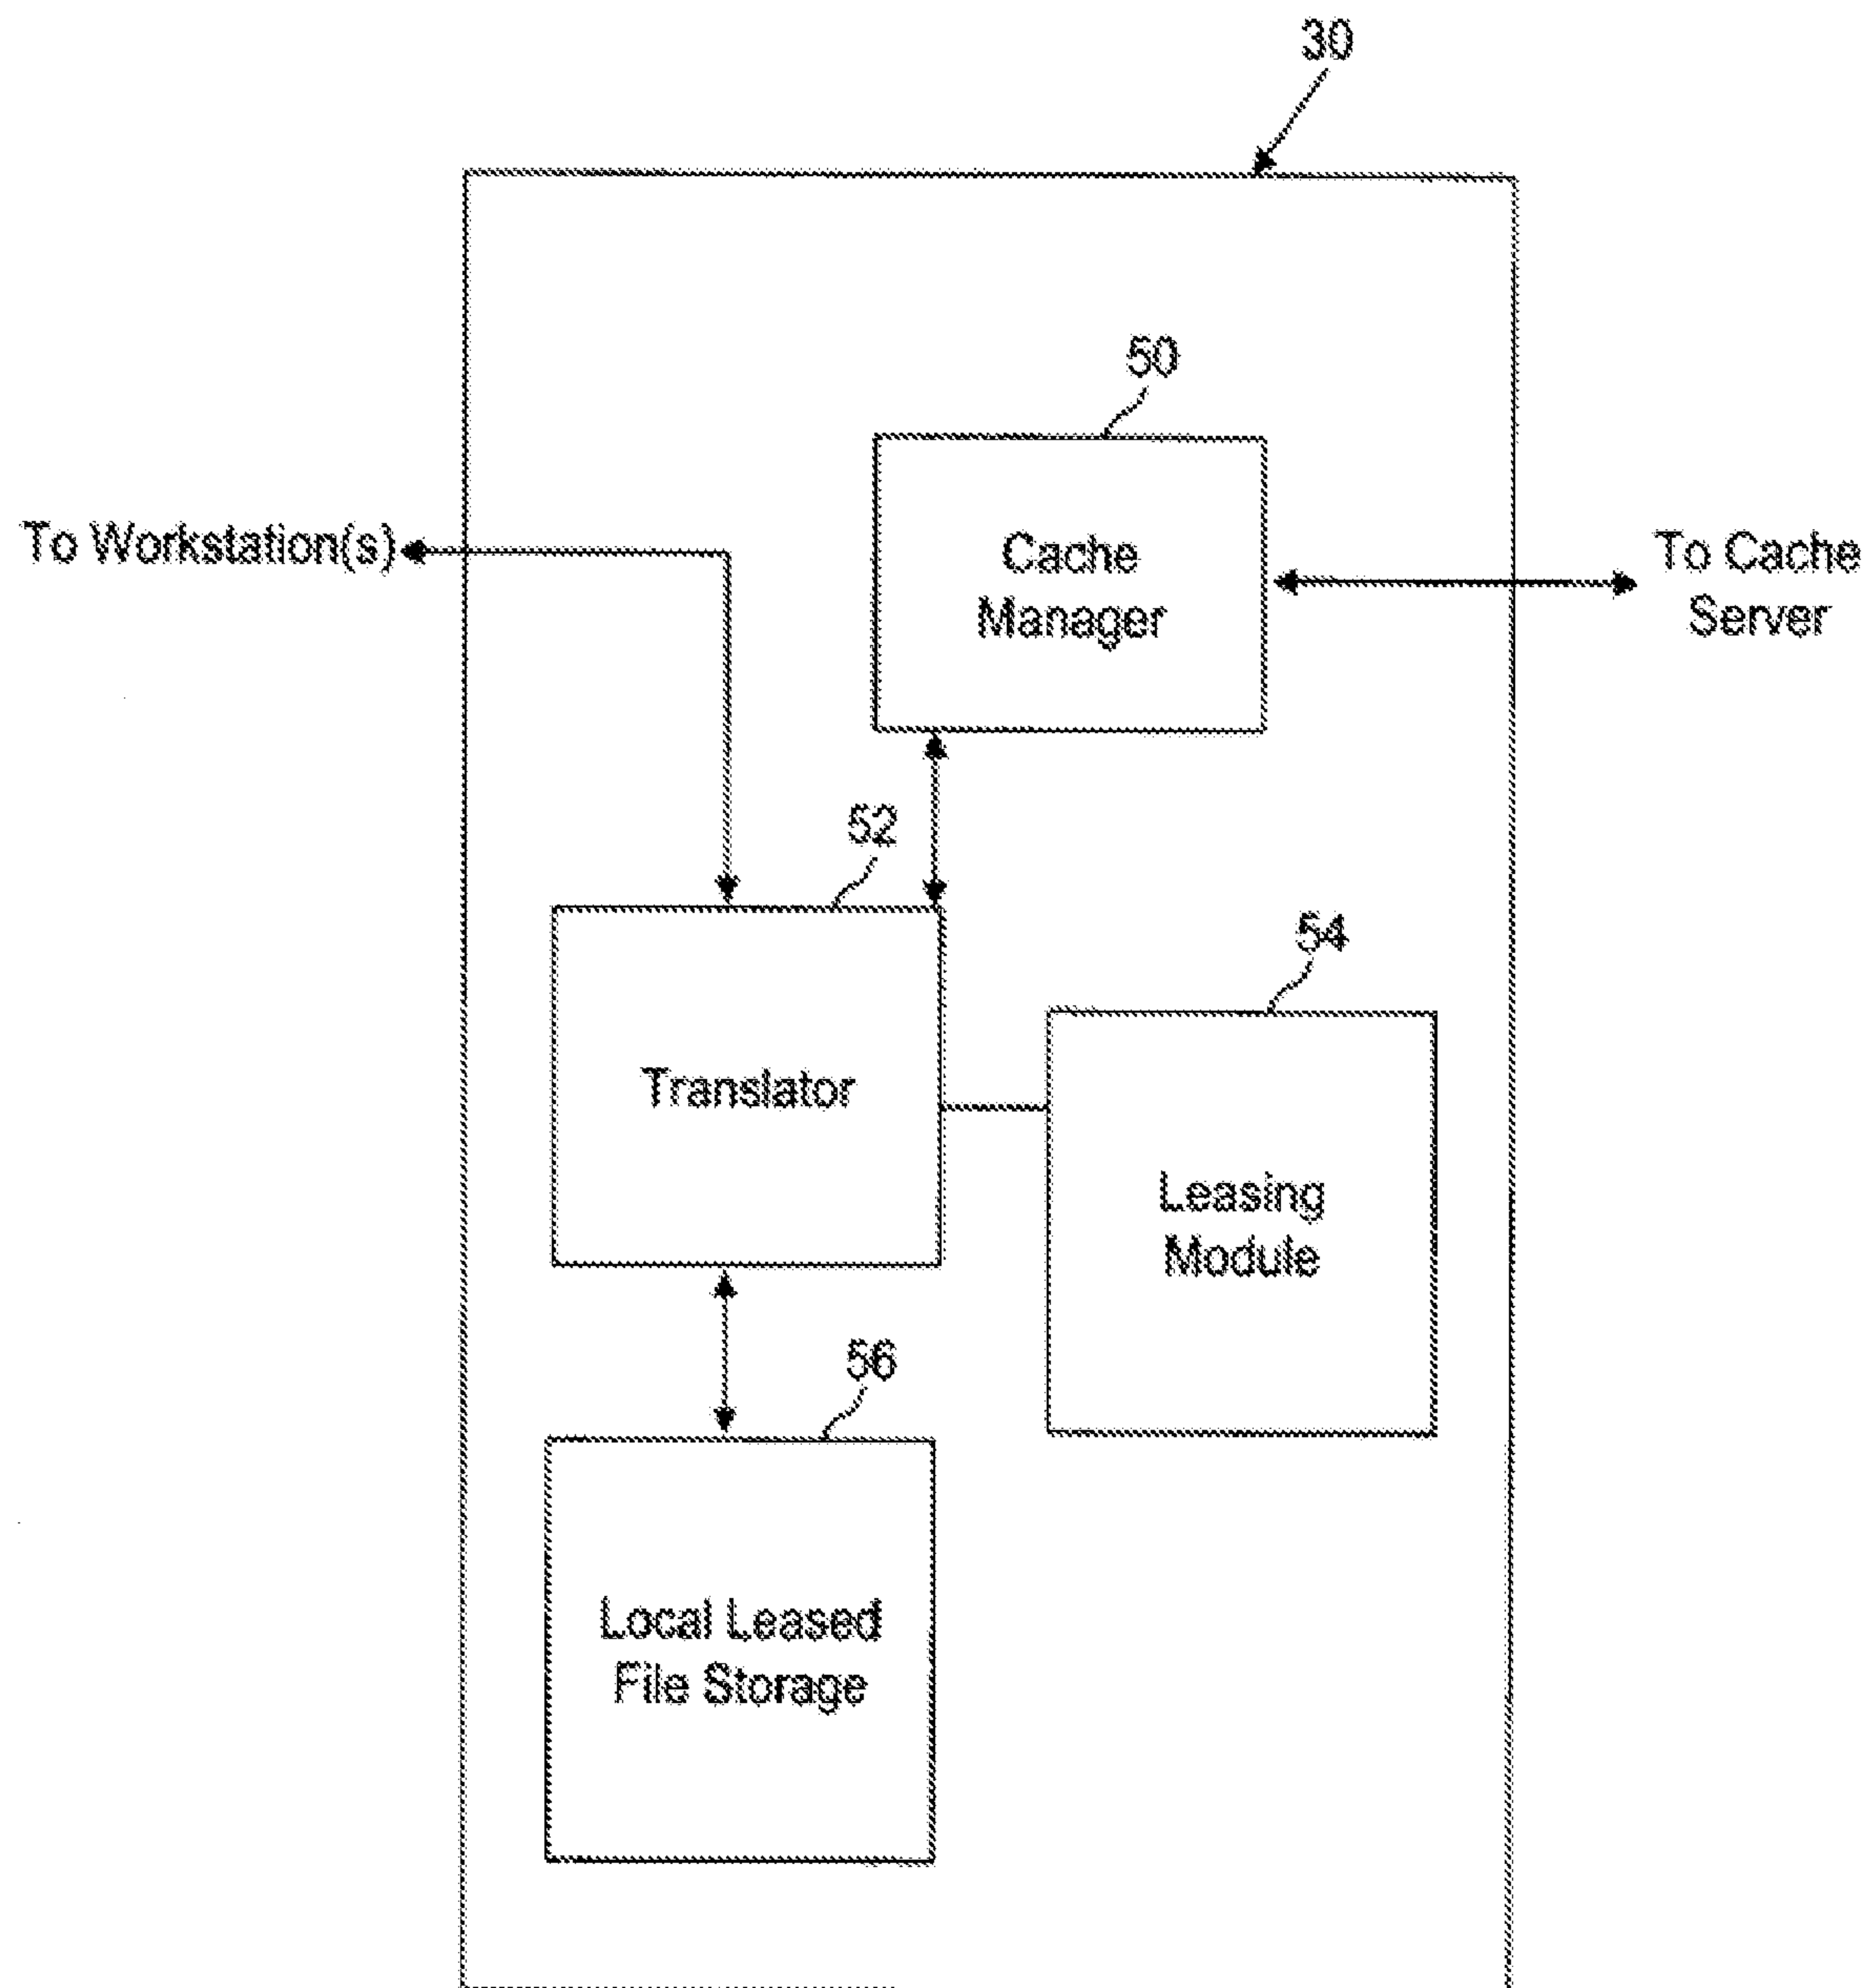 30
50
To Workstation(s)
Cache
Manager
To Cache
Server
52
54
Translator
Leasing
Module
56
Local Leased
File Storage